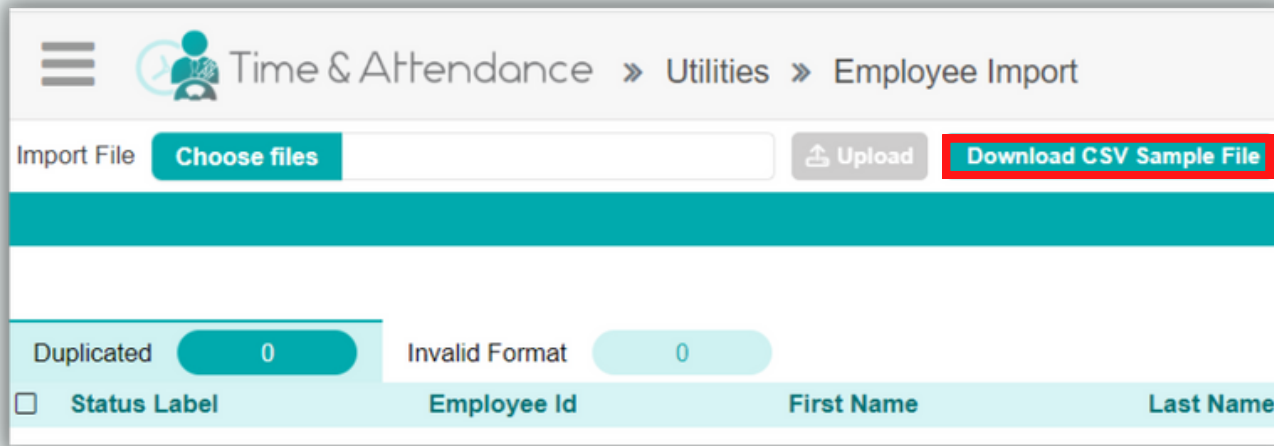 Time & Attendance » Utilities » Employee Import
Import File Choose files Upload Download CSV Sample File
Duplicated 0 Invalid Format 0
Status Label Employee Id First Name Last Name